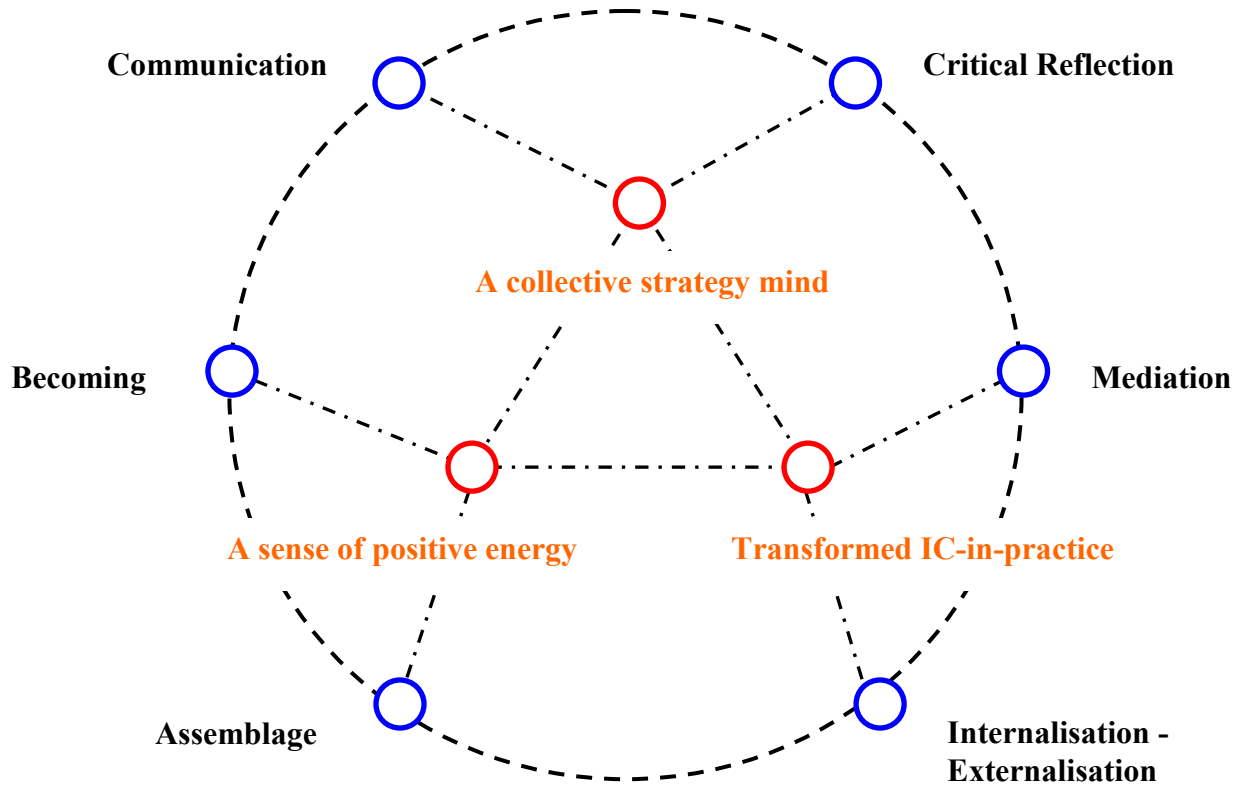 Communication
Critical Reflection
A collective strategy mind
Becoming
Mediation
A sense of positive energy
Transformed IC-in-practice
Assemblage
Internalisation -
Externalisation